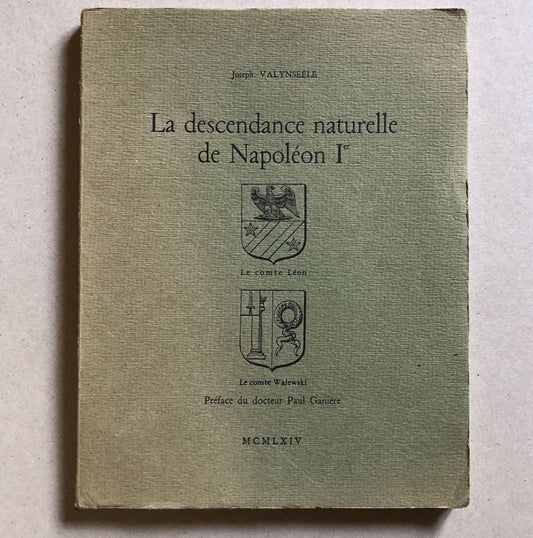 Joseph VALYNSEELE
La descendance naturelle
de Napoléon Ier
Le comte Léon
Le comte Walewski
Préface du docteur Paul Ganière
MCMLXIV